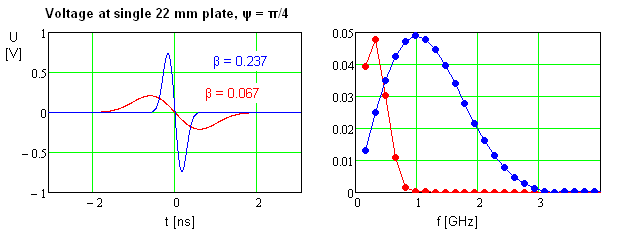 Voltage at single 22 mm plate, ψ = π/4
U
[V]
1
0.5
0
− 0.5
− 1
β = 0.237
β = 0.067
− 2
0
2
t [ns]
0.05
0.04
0.03
0.02
0.01
0
0
1
2
3
f [GHz]